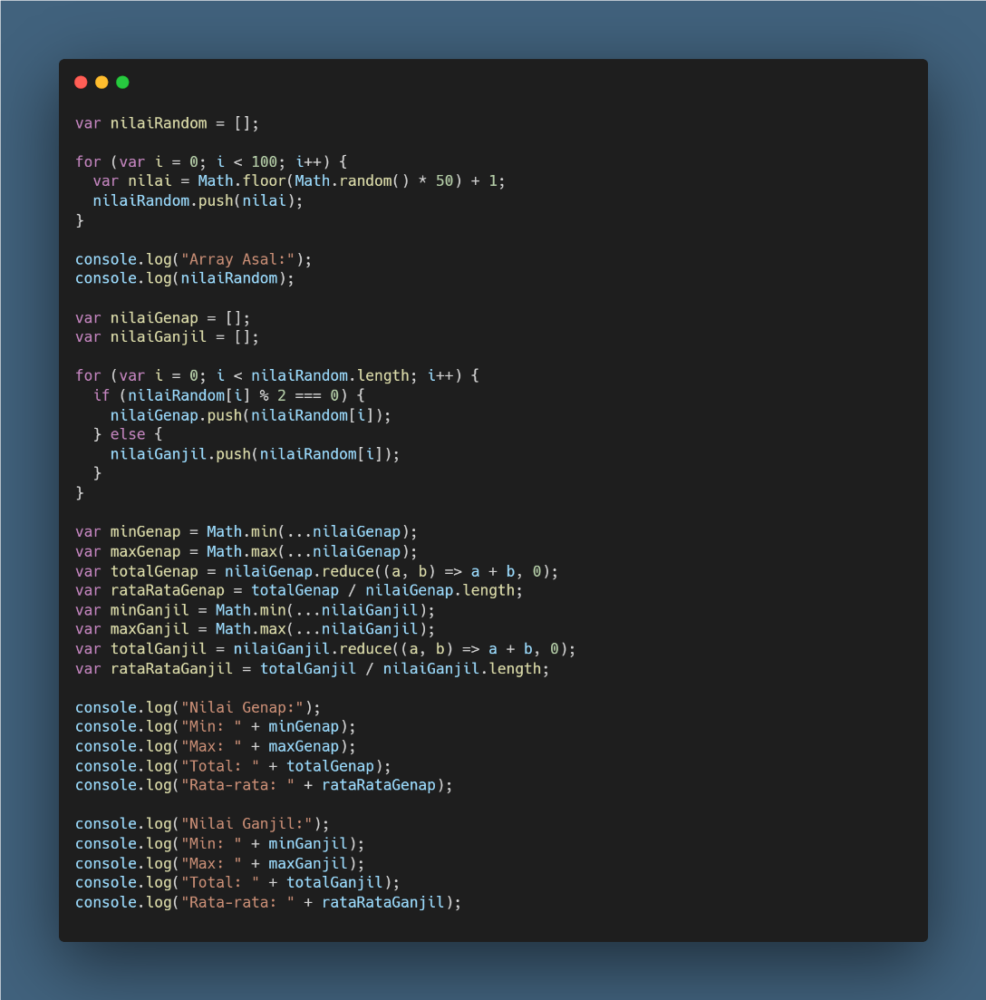 var nilaiRandom = [];
for (var i = 0; i < 100; i++) {
  var nilai = Math.floor(Math.random() * 50) + 1;
  nilaiRandom.push(nilai);
}
console.log("Array Asal:");
console.log(nilaiRandom);
var nilaiGenap = [];
var nilaiGanjil = [];
for (var i = 0; i < nilaiRandom.length; i++) {
  if (nilaiRandom[i] % 2 === 0) {
    nilaiGenap.push(nilaiRandom[i]);
  } else {
    nilaiGanjil.push(nilaiRandom[i]);
  }
}
var minGenap = Math.min(...nilaiGenap);
var maxGenap = Math.max(...nilaiGenap);
var totalGenap = nilaiGenap.reduce((a, b) => a + b, 0);
var rataRataGenap = totalGenap / nilaiGenap.length;
var minGanjil = Math.min(...nilaiGanjil);
var maxGanjil = Math.max(...nilaiGanjil);
var totalGanjil = nilaiGanjil.reduce((a, b) => a + b, 0);
var rataRataGanjil = totalGanjil / nilaiGanjil.length;
console.log("Nilai Genap:");
console.log("Min: " + minGenap);
console.log("Max: " + maxGenap);
console.log("Total: " + totalGenap);
console.log("Rata-rata: " + rataRataGenap);
console.log("Nilai Ganjil:");
console.log("Min: " + minGanjil);
console.log("Max: " + maxGanjil);
console.log("Total: " + totalGanjil);
console.log("Rata-rata: " + rataRataGanjil);